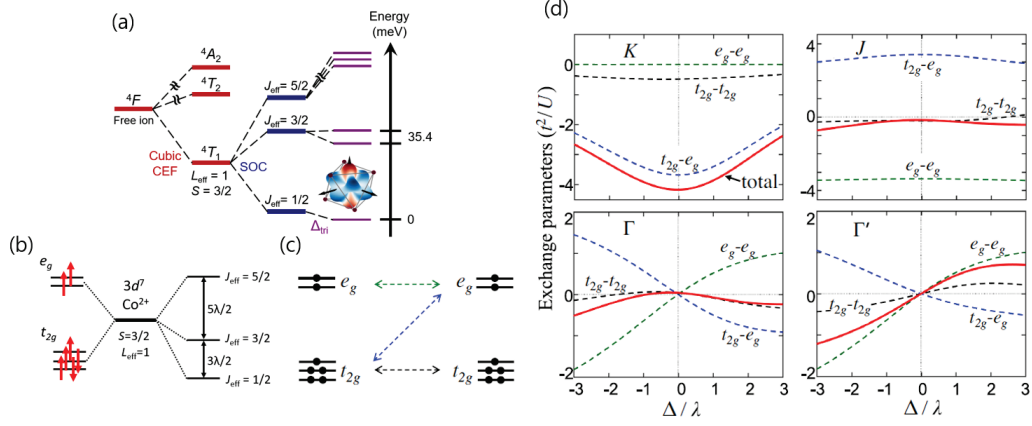 (a)
Energy
(meV)
⁴A₂
⁴T₂
⁴F
Free ion
J_eff = 5/2
J_eff = 3/2
35.4
⁴T₁
Cubic
CEF
SOC
L_eff = 1
S = 3/2
J_eff = 1/2
Δ_tri
0
(b)
e_g
t_2g
3d⁷
Co²⁺
S=3/2
L_eff=1
J_eff = 5/2
5λ/2
J_eff = 3/2
3λ/2
J_eff = 1/2
(c)
e_g e_g
t_2g t_2g
(d)
Exchange parameters (t²/U)
K
e_g-e_g
t_2g-t_2g
t_2g-e_g
total
0
-2
-4
J
t_2g-e_g
t_2g-t_2g
e_g-e_g
4
0
-4
Γ
e_g-e_g
t_2g-t_2g
t_2g-e_g
2
0
-2
-3 -2 -1 0 1 2 3
Δ / λ
Γ′
e_g-e_g
t_2g-t_2g
t_2g-e_g
2
0
-2
-3 -2 -1 0 1 2 3
Δ / λ